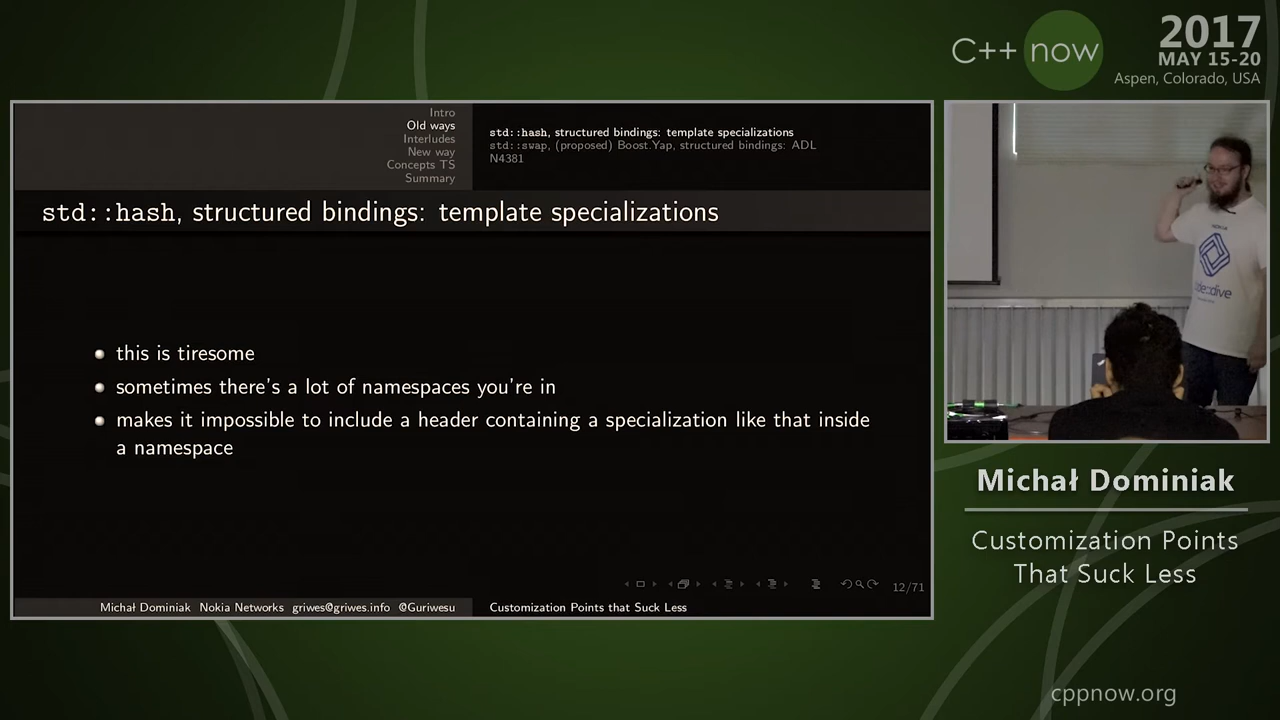 C++ now
2017
MAY 15-20
Aspen, Colorado, USA
Intro
Old ways
Interludes
New way
Concepts TS
Summary
std::hash, structured bindings: template specializations
std::swap, (proposed) Boost.Yap, structured bindings: ADL
N4381
std::hash, structured bindings: template specializations
this is tiresome
sometimes there's a lot of namespaces you're in
makes it impossible to include a header containing a specialization like that inside
a namespace
12/71
Michał Dominiak Nokia Networks griwes@griwes.info @Guriwesu
Customization Points that Suck Less
NOKIA
Michał Dominiak
Customization Points
That Suck Less
cppnow.org